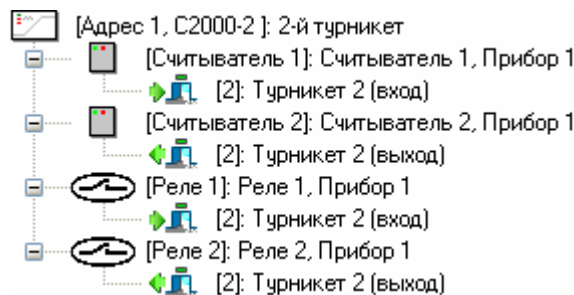 [Адрес 1, С2000-2 ]: 2-й турникет
[Считыватель 1]: Считыватель 1, Прибор 1
[2]: Турникет 2 (вход)
[Считыватель 2]: Считыватель 2, Прибор 1
[2]: Турникет 2 (выход)
[Реле 1]: Реле 1, Прибор 1
[2]: Турникет 2 (вход)
[Реле 2]: Реле 2, Прибор 1
[2]: Турникет 2 (выход)